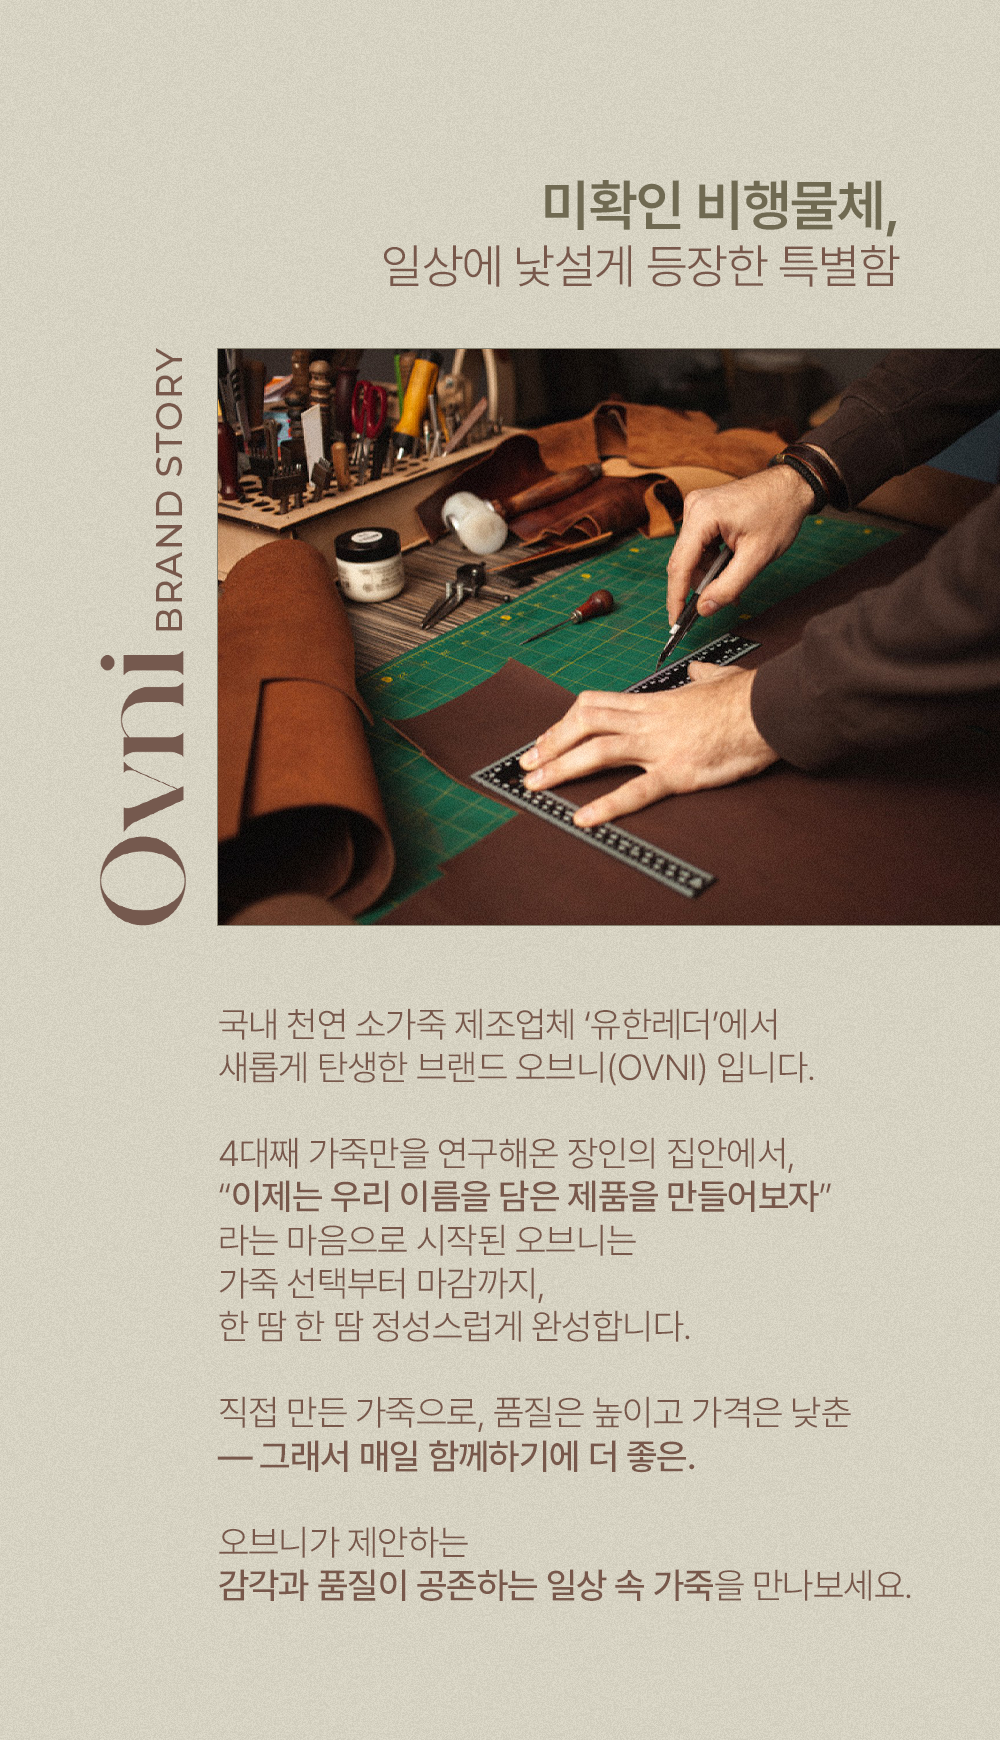 미확인 비행물체,
일상에 낯설게 등장한 특별함
Ovni BRAND STORY
국내 천연 소가죽 제조업체 ‘유한레더’에서
새롭게 탄생한 브랜드 오브니(OVNI) 입니다.
4대째 가죽만을 연구해온 장인의 집안에서,
“이제는 우리 이름을 담은 제품을 만들어보자”
라는 마음으로 시작된 오브니는
가죽 선택부터 마감까지,
한 땀 한 땀 정성스럽게 완성합니다.
직접 만든 가죽으로, 품질은 높이고 가격은 낮춘
— 그래서 매일 함께하기에 더 좋은.
오브니가 제안하는
감각과 품질이 공존하는 일상 속 가죽을 만나보세요.